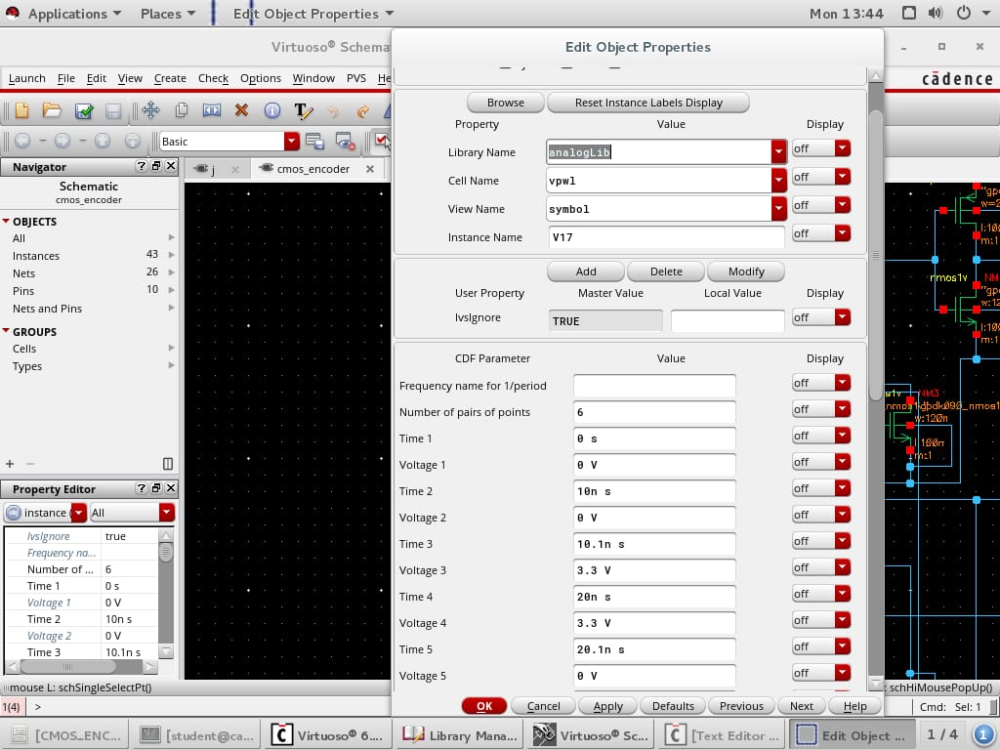 Applications Places Edit Object Properties Mon 13:44
Virtuoso® Schema
Edit Object Properties
Launch File Edit View Create Check Options Window PVS He
cādence
Basic
Navigator
Schematic
cmos_encoder
OBJECTS
All
Instances 43
Nets 26
Pins 10
Nets and Pins
GROUPS
Cells
Types
Property Editor
instance ( All
lvsIgnore true
Frequency na...
Number of ... 6
Time 1 0 s
Voltage 1 0 V
Time 2 10n s
Voltage 2 0 V
Time 3 10.1n s
j cmos_encoder
Browse Reset Instance Labels Display
Property Value Display
Library Name analogLib off
Cell Name vpwl off
View Name symbol off
Instance Name V17 off
Add Delete Modify
User Property Master Value Local Value Display
lvsIgnore TRUE off
CDF Parameter Value Display
Frequency name for 1/period off
Number of pairs of points 6 off
Time 1 0 s off
Voltage 1 0 V off
Time 2 10n s off
Voltage 2 0 V off
Time 3 10.1n s off
Voltage 3 3.3 V off
Time 4 20n s off
Voltage 4 3.3 V off
Time 5 20.1n s off
Voltage 5 0 V off
OK Cancel Apply Defaults Previous Next Help
nmos1v
NM3
w:120n
m:1
m:1
mouse L: schSingleSelectPt() : schHiMousePopUp()
1(4) > Cmd: Sel: 1
[CMOS_ENC... [student@ca... Virtuoso® 6.... Library Mana... Virtuoso® Sc... [Text Editor ... Edit Object ... 1 / 4 1